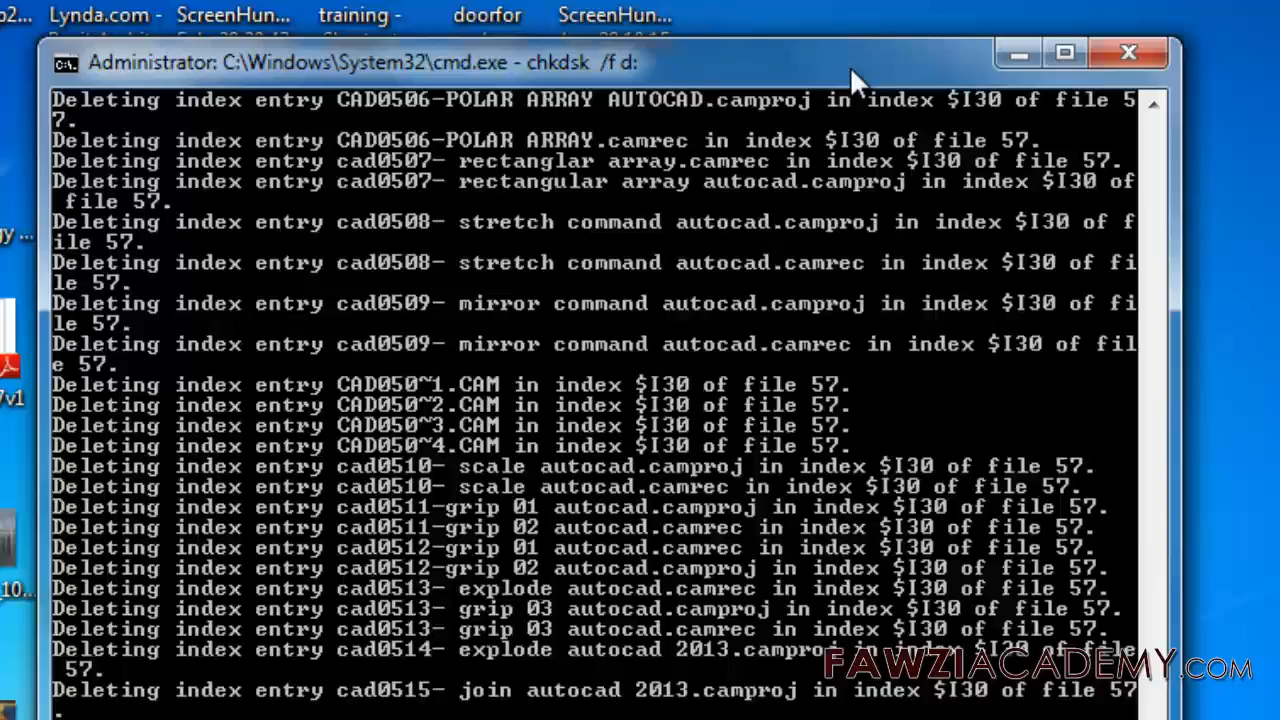 p2... Lynda.com - ScreenHun... training - doorfor ScreenHun...
Administrator: C:\Windows\System32\cmd.exe - chkdsk /f d:
Deleting index entry CAD0506-POLAR ARRAY AUTOCAD.camproj in index $I30 of file 5
7.
Deleting index entry CAD0506-POLAR ARRAY.camrec in index $I30 of file 57.
Deleting index entry cad0507- rectanglar array.camrec in index $I30 of file 57.
Deleting index entry cad0507- rectangular array autocad.camproj in index $I30 of
file 57.
Deleting index entry cad0508- stretch command autocad.camproj in index $I30 of f
ile 57.
Deleting index entry cad0508- stretch command autocad.camrec in index $I30 of fi
le 57.
Deleting index entry cad0509- mirror command autocad.camproj in index $I30 of fi
le 57.
Deleting index entry cad0509- mirror command autocad.camrec in index $I30 of fil
e 57.
Deleting index entry CAD050~1.CAM in index $I30 of file 57.
Deleting index entry CAD050~2.CAM in index $I30 of file 57.
Deleting index entry CAD050~3.CAM in index $I30 of file 57.
Deleting index entry CAD050~4.CAM in index $I30 of file 57.
Deleting index entry cad0510- scale autocad.camproj in index $I30 of file 57.
Deleting index entry cad0510- scale autocad.camrec in index $I30 of file 57.
Deleting index entry cad0511-grip 01 autocad.camproj in index $I30 of file 57.
Deleting index entry cad0511-grip 02 autocad.camrec in index $I30 of file 57.
Deleting index entry cad0512-grip 01 autocad.camrec in index $I30 of file 57.
Deleting index entry cad0512-grip 02 autocad.camproj in index $I30 of file 57.
Deleting index entry cad0513- explode autocad.camrec in index $I30 of file 57.
Deleting index entry cad0513- grip 03 autocad.camproj in index $I30 of file 57.
Deleting index entry cad0513- grip 03 autocad.camrec in index $I30 of file 57.
Deleting index entry cad0514- explode autocad 2013.camproj in index $I30 of file
57.
Deleting index entry cad0515- join autocad 2013.camproj in index $I30 of file 57
.
FAWZIACADEMY.COM
gy ...
7v1
10...